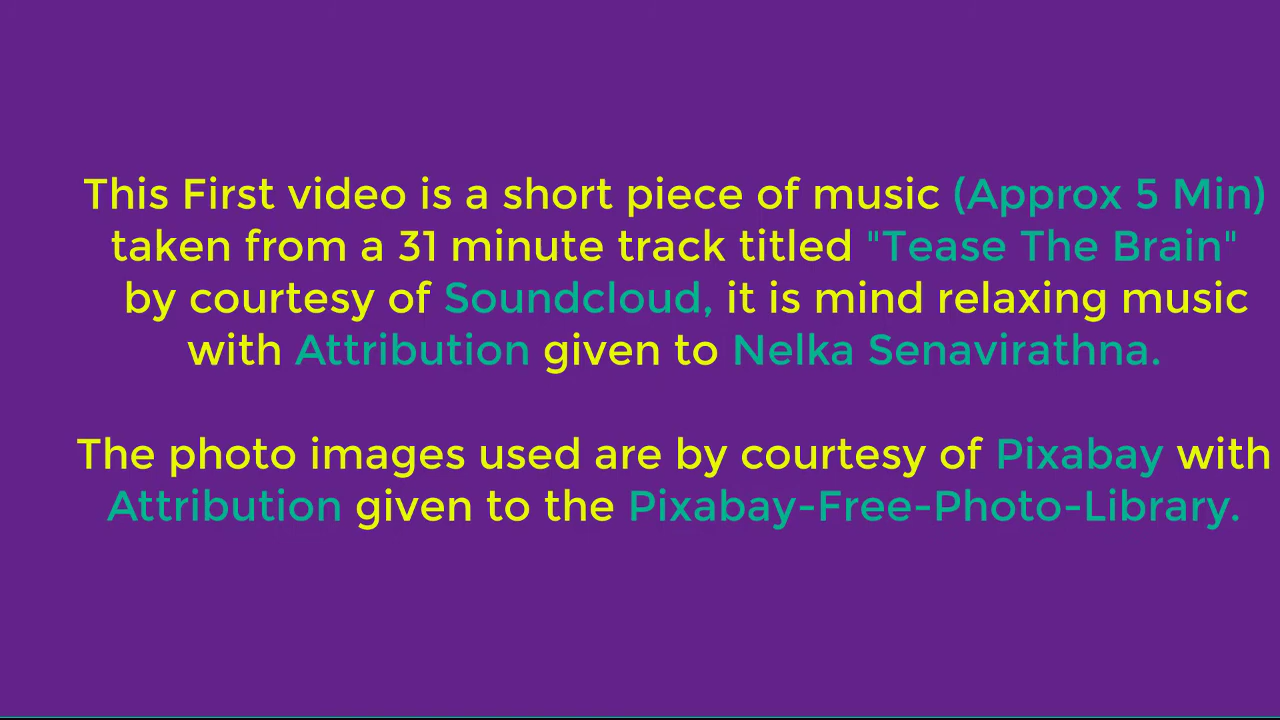 This First video is a short piece of music (Approx 5 Min)
taken from a 31 minute track titled "Tease The Brain"
by courtesy of Soundcloud, it is mind relaxing music
with Attribution given to Nelka Senavirathna.
The photo images used are by courtesy of Pixabay with
Attribution given to the Pixabay-Free-Photo-Library.